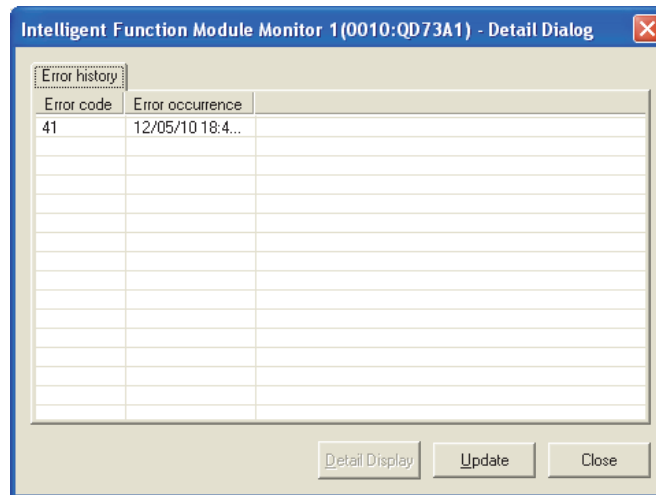 Intelligent Function Module Monitor 1(0010:QD73A1) - Detail Dialog
Error history
Error code Error occurrence
41 12/05/10 18:4...
Detail Display Update Close